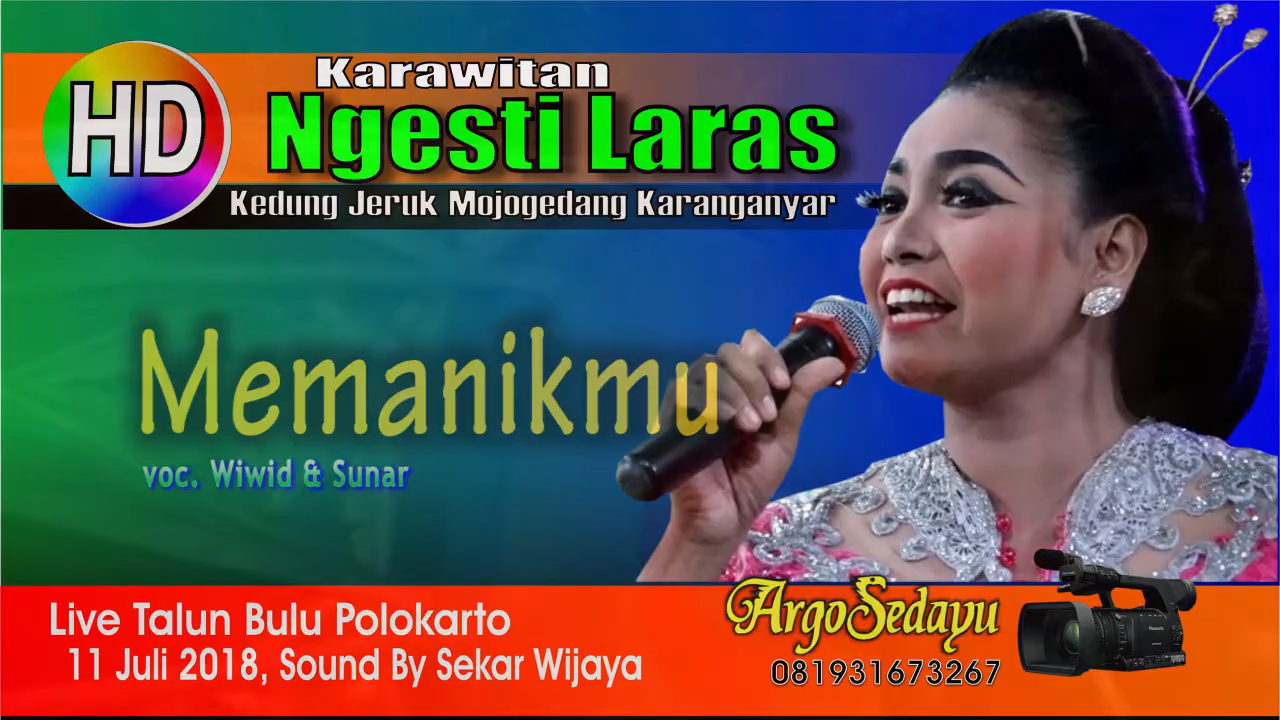 HD
Karawitan
Ngesti Laras
Kedung Jeruk Mojogedang Karanganyar
Memanikmu
voc. Wiwid & Sunar
Live Talun Bulu Polokarto
11 Juli 2018, Sound By Sekar Wijaya
ArgoSedayu
081931673267
Panasonic